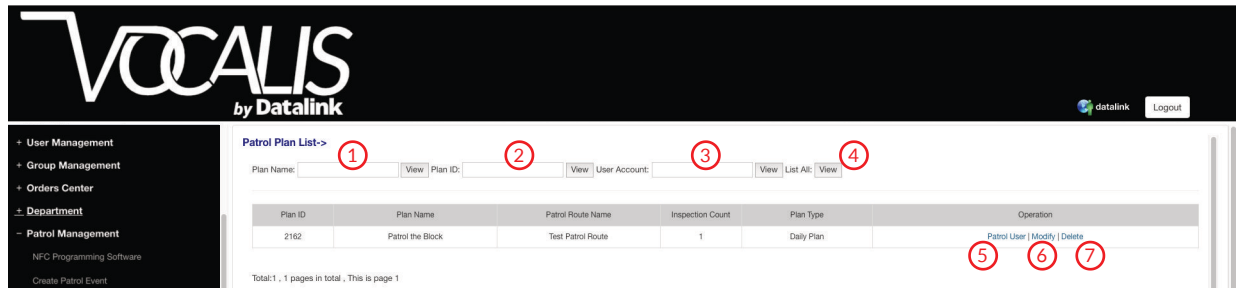 VOCALIS
by Datalink
datalink Logout
+ User Management
+ Group Management
+ Orders Center
+ Department
- Patrol Management
NFC Programming Software
Create Patrol Event
Patrol Plan List->
1 2 3 4
Plan Name: View Plan ID: View User Account: View List All: View
Plan ID Plan Name Patrol Route Name Inspection Count Plan Type Operation
2162 Patrol the Block Test Patrol Route 1 Daily Plan Patrol User | Modify | Delete
5 6 7
Total:1 , 1 pages in total , This is page 1